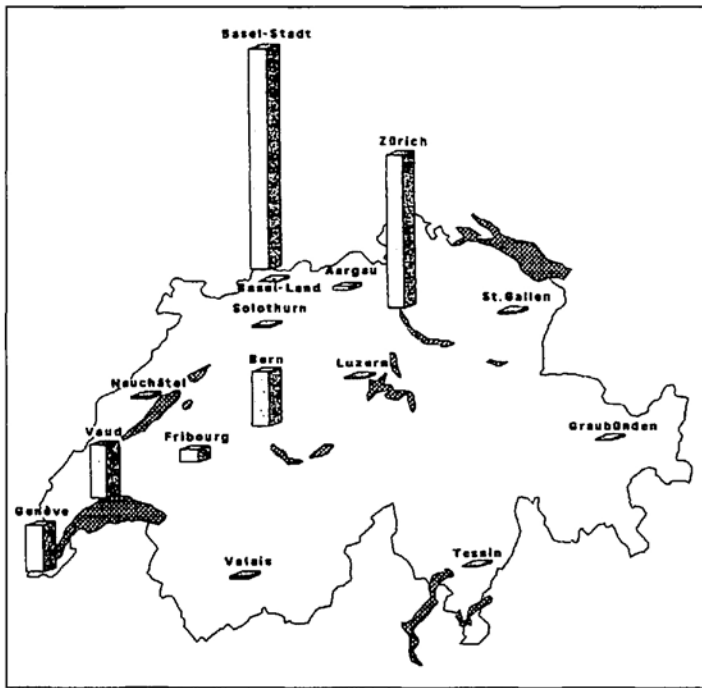 Basel-Stadt
Zürich
Aargau
Basel-Land
St.Gallen
Solothurn
Bern
Luzern
Neuchâtel
Graubünden
Vaud
Fribourg
Genève
Tessin
Valais